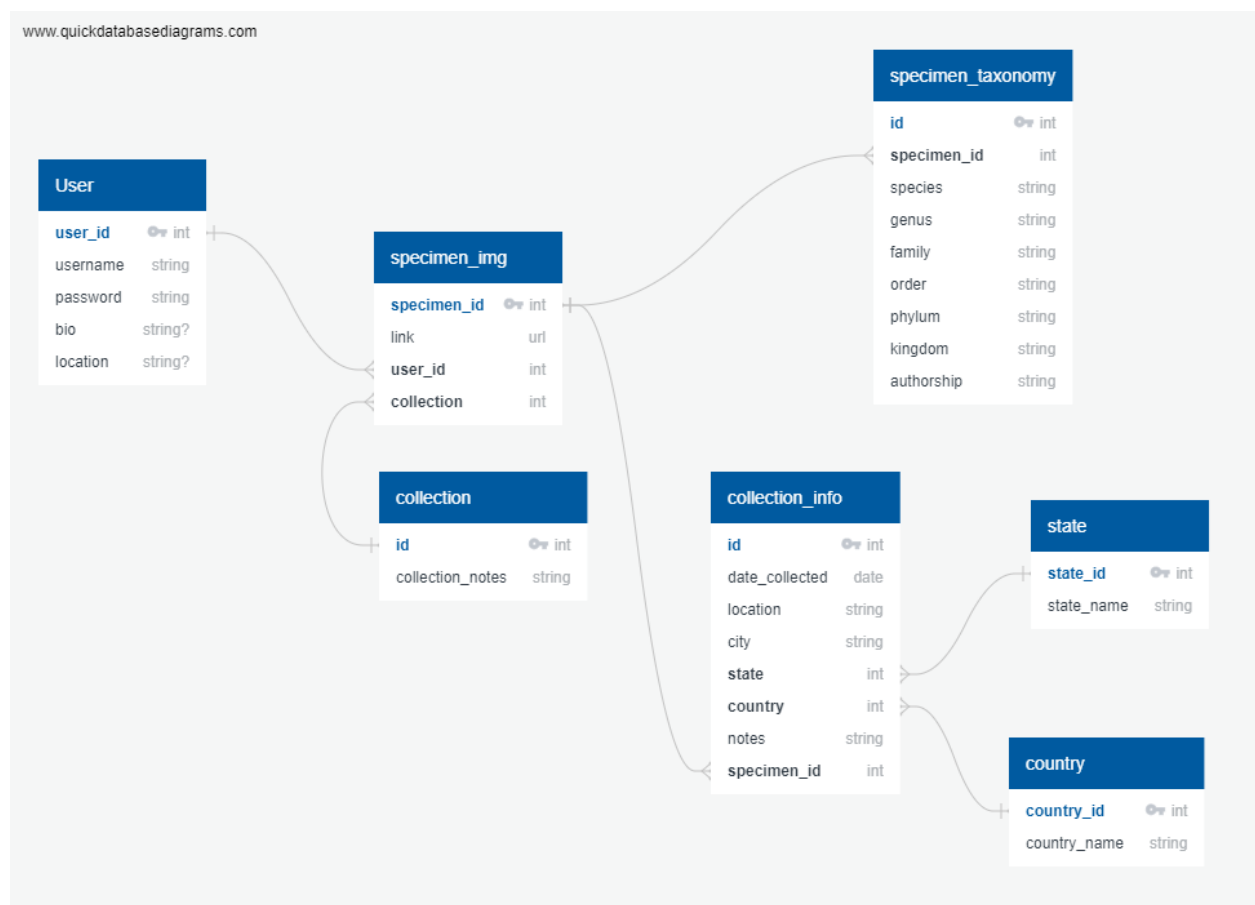 www.quickdatabasediagrams.com
User
user_id int
username string
password string
bio string?
location string?
specimen_img
specimen_id int
link url
user_id int
collection int
collection
id int
collection_notes string
specimen_taxonomy
id int
specimen_id int
species string
genus string
family string
order string
phylum string
kingdom string
authorship string
collection_info
id int
date_collected date
location string
city string
state int
country int
notes string
specimen_id int
state
state_id int
state_name string
country
country_id int
country_name string